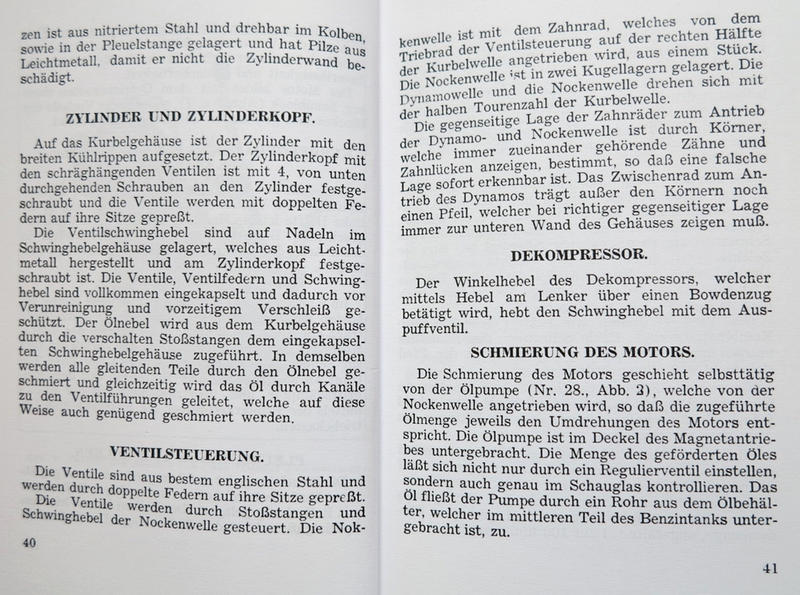 zen ist aus nitriertem Stahl und drehbar im Kolben,
sowie in der Pleuelstange gelagert und hat Pilze aus
Leichtmetall, damit er nicht die Zylinderwand be-
schädigt.
ZYLINDER UND ZYLINDERKOPF.
Auf das Kurbelgehäuse ist der Zylinder mit den
breiten Kühlrippen aufgesetzt. Der Zylinderkopf mit
den schräghängenden Ventilen ist mit 4, von unten
durchgehenden Schrauben an den Zylinder festge-
schraubt und die Ventile werden mit doppelten Fe-
dern auf ihre Sitze gepreßt.
Die Ventilschwinghebel sind auf Nadeln im
Schwinghebelgehäuse gelagert, welches aus Leicht-
metall hergestellt und am Zylinderkopf festge-
schraubt ist. Die Ventile, Ventilfedern und Schwing-
hebel sind vollkommen eingekapselt und dadurch vor
Verunreinigung und vorzeitigem Verschleiß ge-
schützt. Der Ölnebel wird aus dem Kurbelgehäuse
durch die verschalten Stoßstangen dem eingekapsel-
ten Schwinghebelgehäuse zugeführt. In demselben
werden alle gleitenden Teile durch den Ölnebel ge-
schmiert und gleichzeitig wird das Öl durch Kanäle
zu den Ventilführungen geleitet, welche auf diese
Weise auch genügend geschmiert werden.
VENTILSTEUERUNG.
Die Ventile sind aus bestem englischen Stahl und
werden durch doppelte Federn auf ihre Sitze gepreßt.
Die Ventile werden durch Stoßstangen und
Schwinghebel der Nockenwelle gesteuert. Die Nok-
40
kenwelle ist mit dem Zahnrad, welches von dem
Triebrad der Ventilsteuerung auf der rechten Hälfte
der Kurbelwelle angetrieben wird, aus einem Stück.
Die Nockenwelle ist in zwei Kugellagern gelagert. Die
Dynamowelle und die Nockenwelle drehen sich mit
der halben Tourenzahl der Kurbelwelle.
Die gegenseitige Lage der Zahnräder zum Antrieb
der Dynamo- und Nockenwelle ist durch Körner,
welche immer zueinander gehörende Zähne und
Zahnlücken anzeigen, bestimmt, so daß eine falsche
Lage sofort erkennbar ist. Das Zwischenrad zum An-
trieb des Dynamos trägt außer den Körnern noch
einen Pfeil, welcher bei richtiger gegenseitiger Lage
immer zur unteren Wand des Gehäuses zeigen muß.
DEKOMPRESSOR.
Der Winkelhebel des Dekompressors, welcher
mittels Hebel am Lenker über einen Bowdenzug
betätigt wird, hebt den Schwinghebel mit dem Aus-
puffventil.
SCHMIERUNG DES MOTORS.
Die Schmierung des Motors geschieht selbsttätig
von der Ölpumpe (Nr. 28., Abb. 3), welche von der
Nockenwelle angetrieben wird, so daß die zugeführte
Ölmenge jeweils den Umdrehungen des Motors ent-
spricht. Die Ölpumpe ist im Deckel des Magnetantrie-
bes untergebracht. Die Menge des geförderten Öles
läßt sich nicht nur durch ein Regulierventil einstellen,
sondern auch genau im Schauglas kontrollieren. Das
Öl fließt der Pumpe durch ein Rohr aus dem Ölbehäl-
ter, welcher im mittleren Teil des Benzintanks unter-
gebracht ist, zu.
41